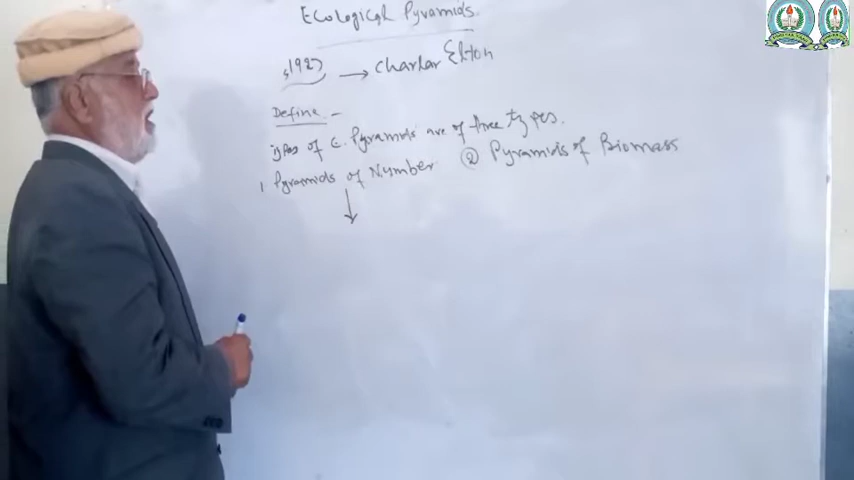 Ecological Pyramids.
1927 → Charlar Elton
Define –
types of E. Pyramids are of three types.
1 Pyramids of Number ② Pyramids of Biomass